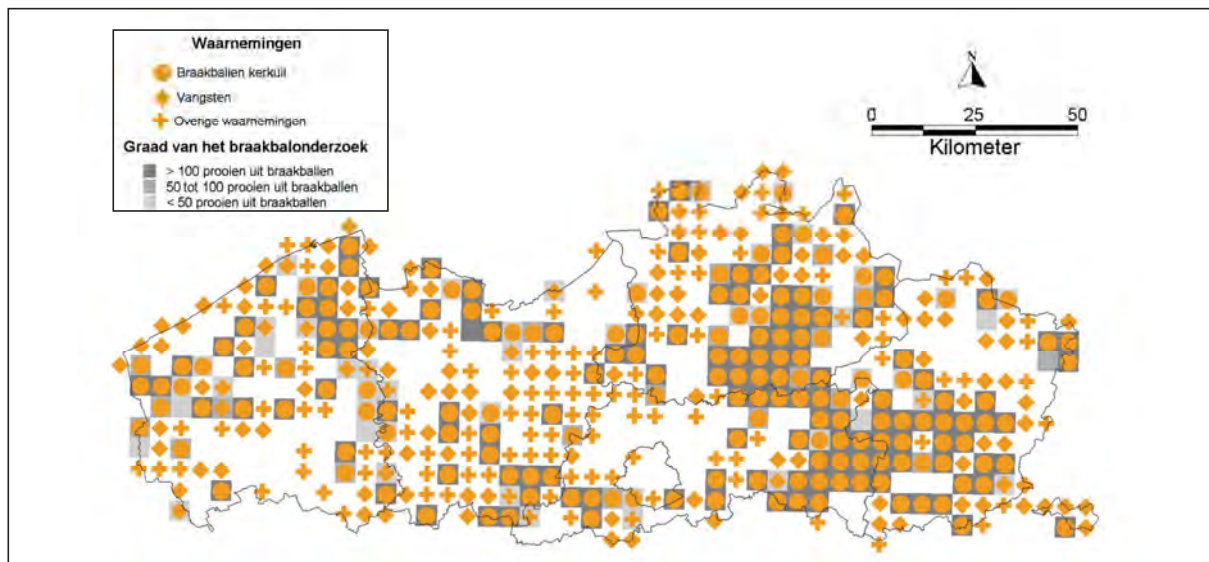 Waarnemingen
Braakballen kerkuil
Vangsten
Overige waarnemingen
Graad van het braakbalonderzoek
> 100 prooien uit braakballen
50 tot 100 prooien uit braakballen
< 50 prooien uit braakballen
N
0 25 50
Kilometer